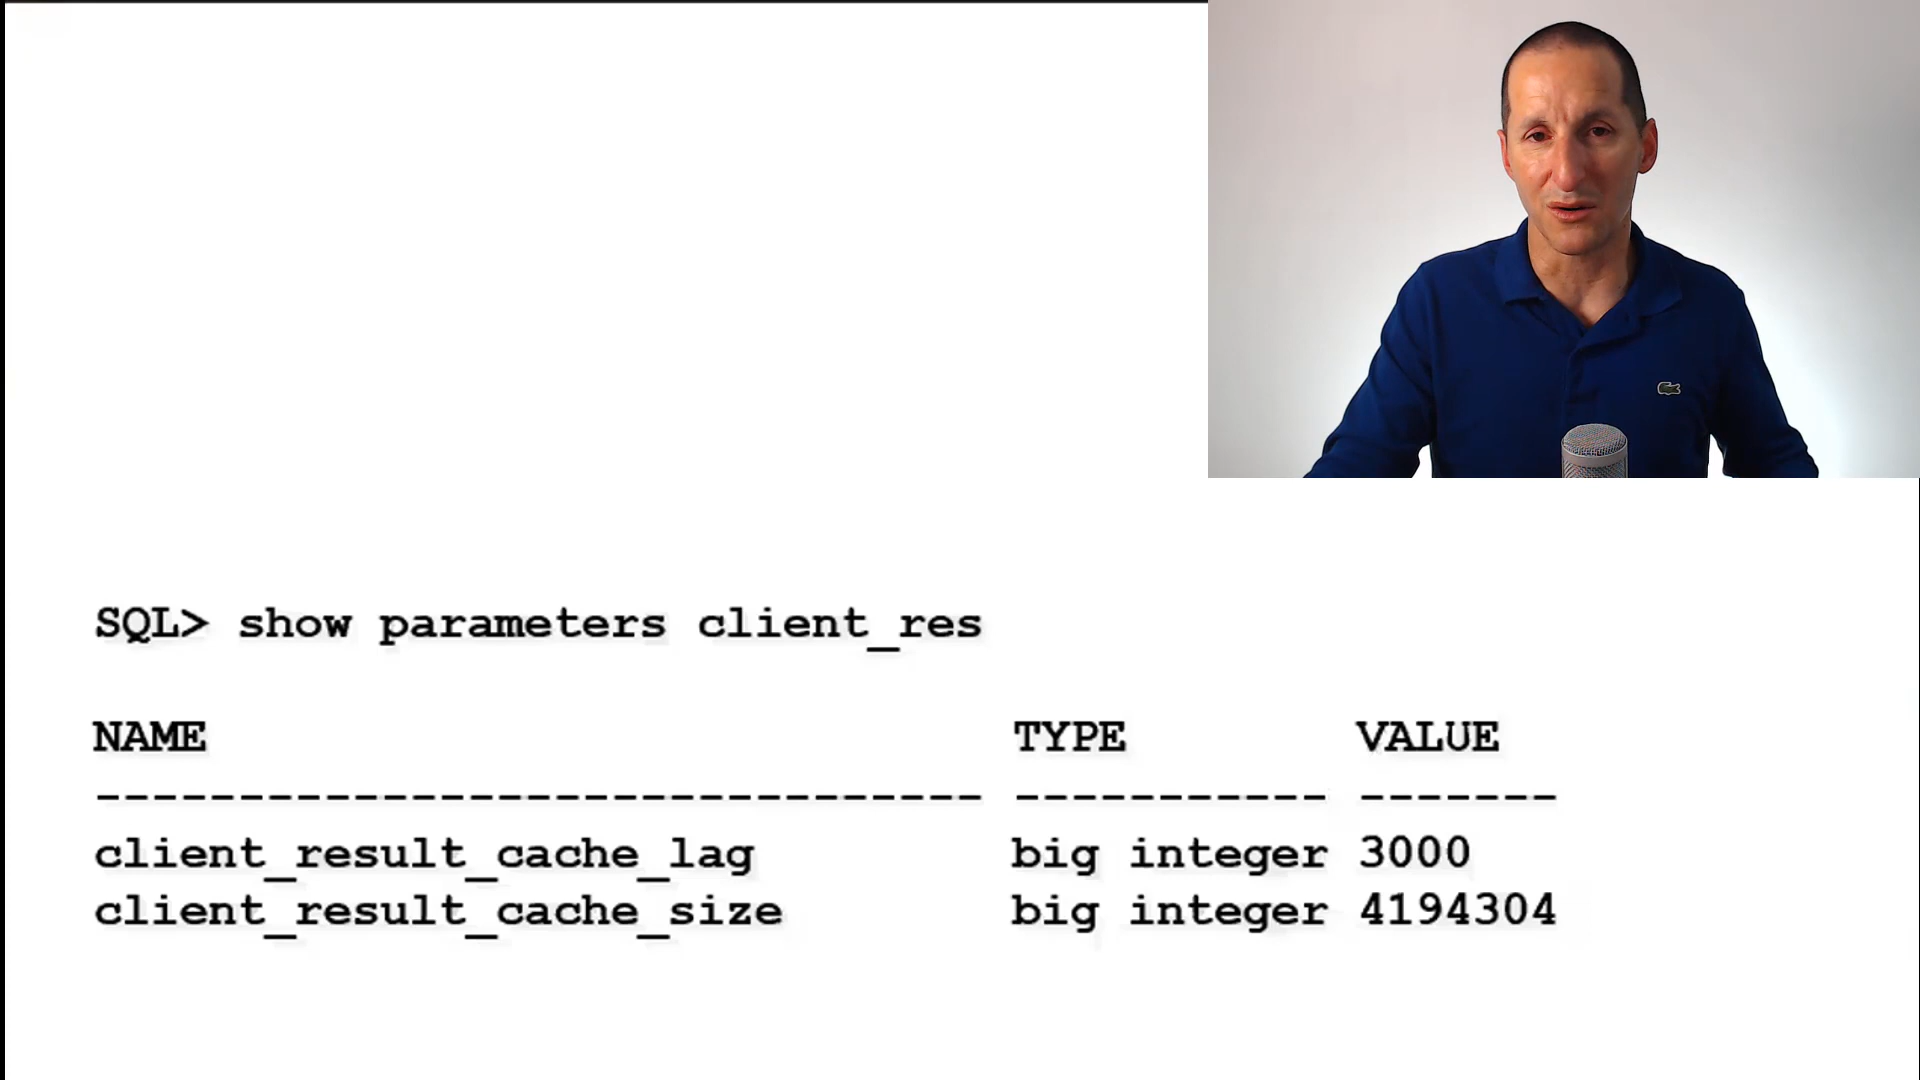 SQL> show parameters client_res
NAME TYPE VALUE
--------------------------------- ----------- -------
client_result_cache_lag big integer 3000
client_result_cache_size big integer 4194304